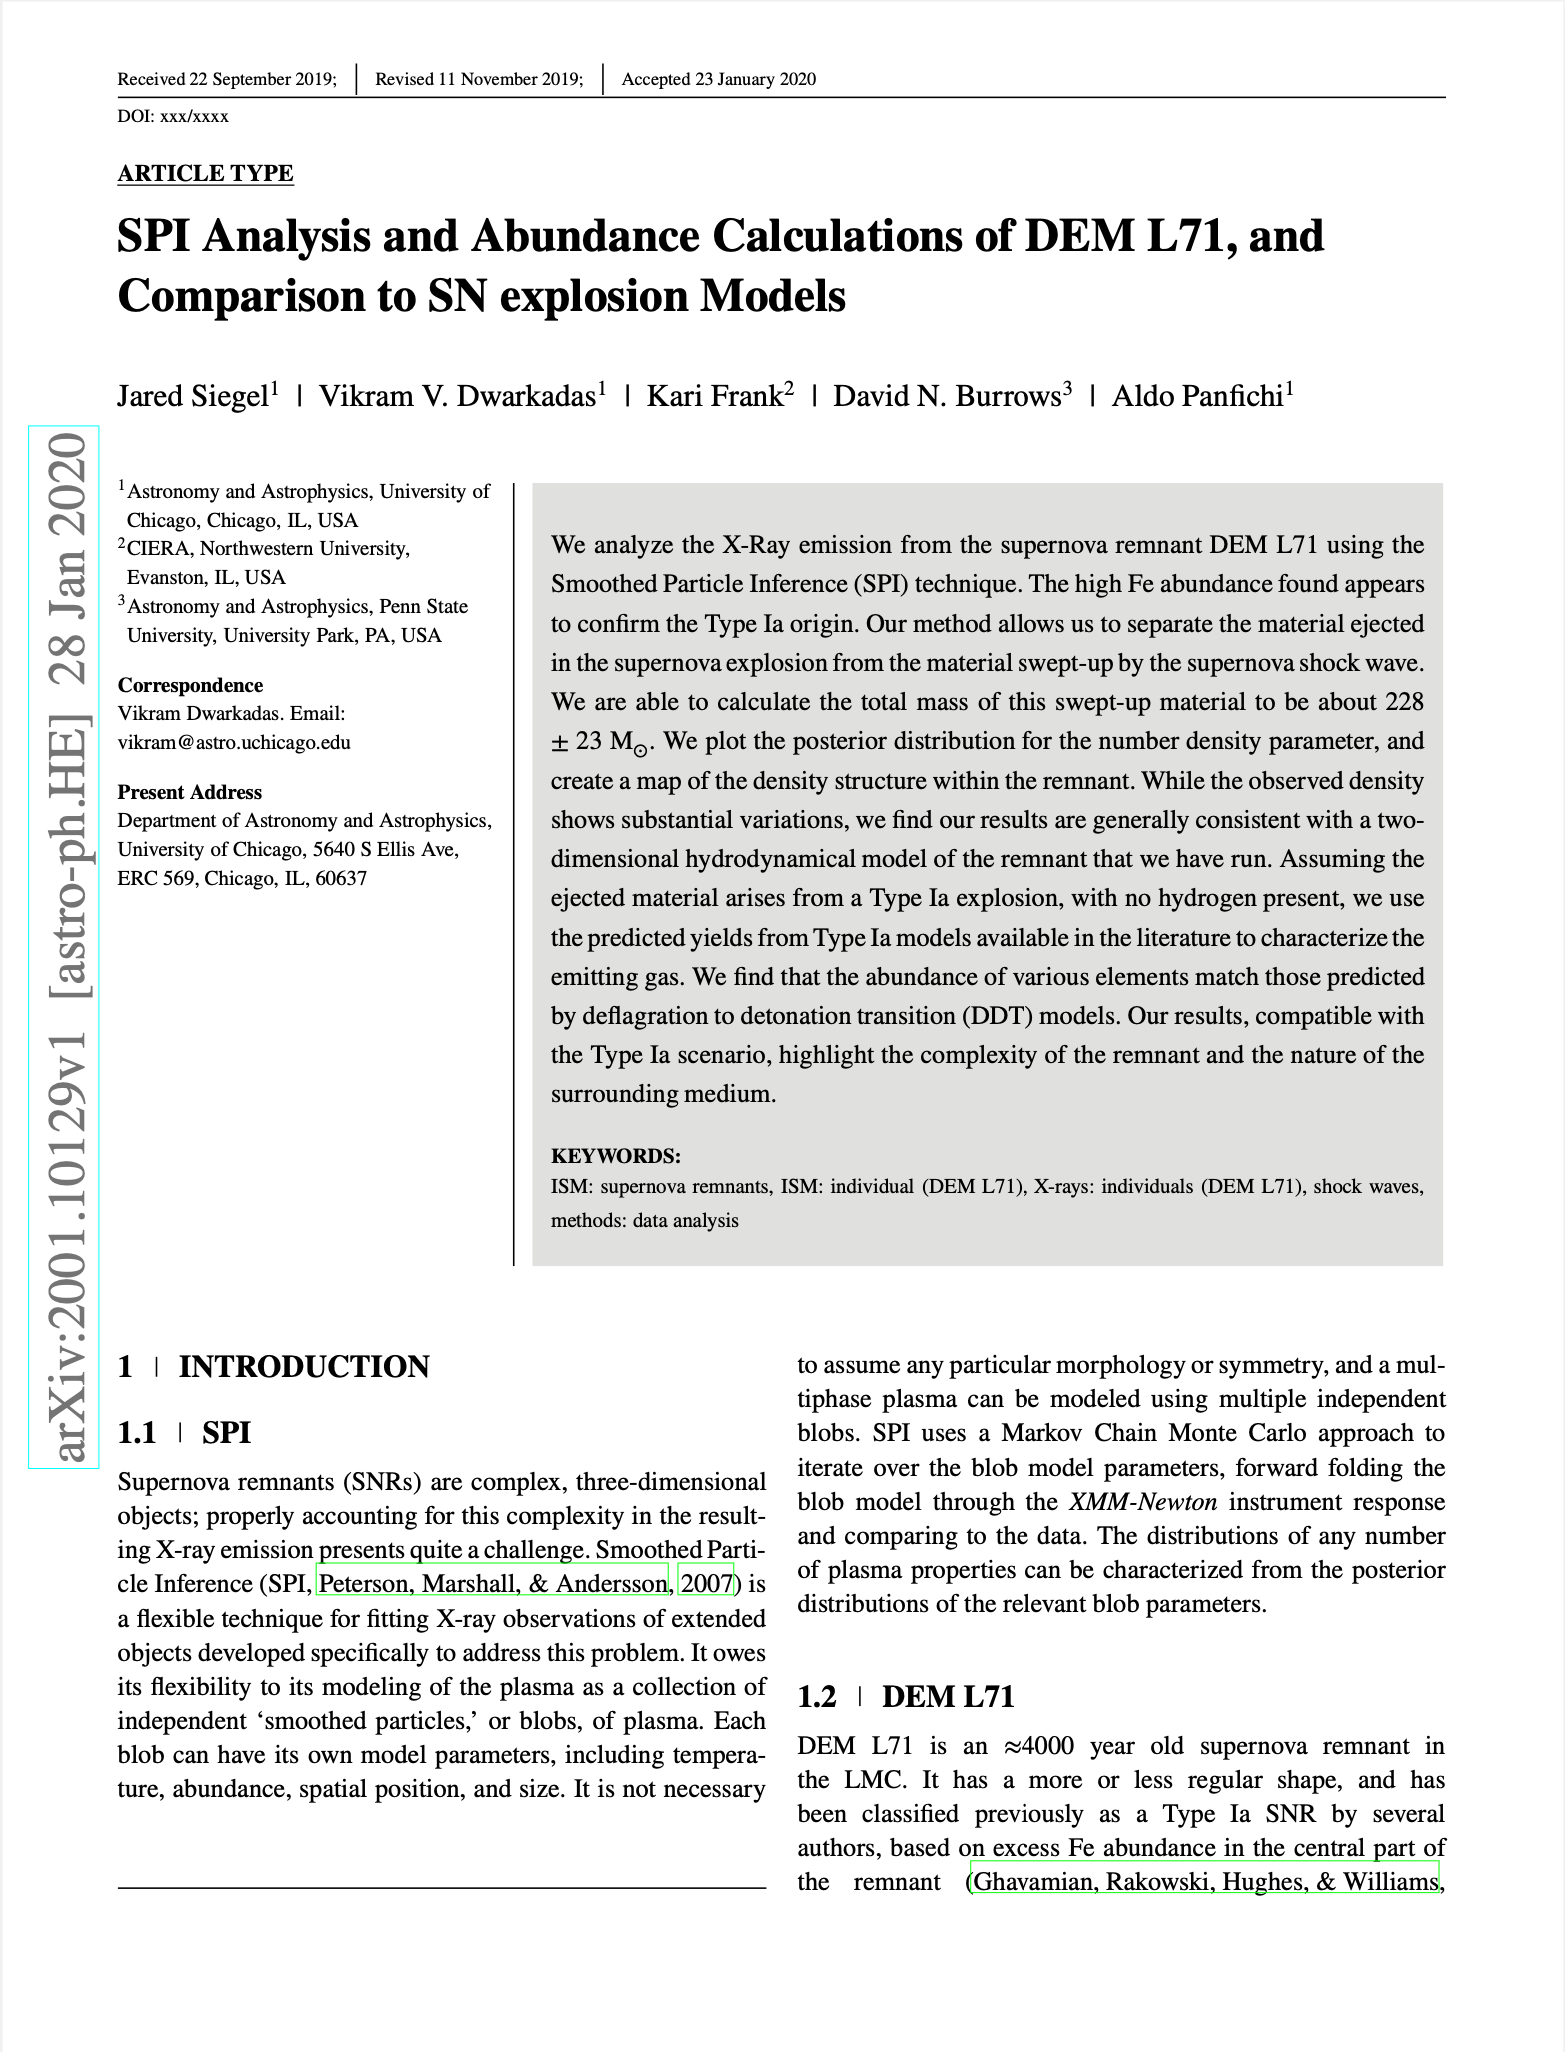 Received 22 September 2019; Revised 11 November 2019; Accepted 23 January 2020
DOI: xxx/xxxx
ARTICLE TYPE
SPI Analysis and Abundance Calculations of DEM L71, and
Comparison to SN explosion Models
Jared Siegel¹ | Vikram V. Dwarkadas¹ | Kari Frank² | David N. Burrows³ | Aldo Panfichi¹
¹Astronomy and Astrophysics, University of
Chicago, Chicago, IL, USA
²CIERA, Northwestern University,
Evanston, IL, USA
³Astronomy and Astrophysics, Penn State
University, University Park, PA, USA
Correspondence
Vikram Dwarkadas. Email:
vikram@astro.uchicago.edu
Present Address
Department of Astronomy and Astrophysics,
University of Chicago, 5640 S Ellis Ave,
ERC 569, Chicago, IL, 60637
We analyze the X-Ray emission from the supernova remnant DEM L71 using the
Smoothed Particle Inference (SPI) technique. The high Fe abundance found appears
to confirm the Type Ia origin. Our method allows us to separate the material ejected
in the supernova explosion from the material swept-up by the supernova shock wave.
We are able to calculate the total mass of this swept-up material to be about 228
± 23 M⊙. We plot the posterior distribution for the number density parameter, and
create a map of the density structure within the remnant. While the observed density
shows substantial variations, we find our results are generally consistent with a two-
dimensional hydrodynamical model of the remnant that we have run. Assuming the
ejected material arises from a Type Ia explosion, with no hydrogen present, we use
the predicted yields from Type Ia models available in the literature to characterize the
emitting gas. We find that the abundance of various elements match those predicted
by deflagration to detonation transition (DDT) models. Our results, compatible with
the Type Ia scenario, highlight the complexity of the remnant and the nature of the
surrounding medium.
KEYWORDS:
ISM: supernova remnants, ISM: individual (DEM L71), X-rays: individuals (DEM L71), shock waves,
methods: data analysis
arXiv:2001.10129v1 [astro-ph.HE] 28 Jan 2020
1 | INTRODUCTION
1.1 | SPI
Supernova remnants (SNRs) are complex, three-dimensional
objects; properly accounting for this complexity in the result-
ing X-ray emission presents quite a challenge. Smoothed Parti-
cle Inference (SPI, Peterson, Marshall, & Andersson, 2007) is
a flexible technique for fitting X-ray observations of extended
objects developed specifically to address this problem. It owes
its flexibility to its modeling of the plasma as a collection of
independent ‘smoothed particles,’ or blobs, of plasma. Each
blob can have its own model parameters, including tempera-
ture, abundance, spatial position, and size. It is not necessary
to assume any particular morphology or symmetry, and a mul-
tiphase plasma can be modeled using multiple independent
blobs. SPI uses a Markov Chain Monte Carlo approach to
iterate over the blob model parameters, forward folding the
blob model through the XMM-Newton instrument response
and comparing to the data. The distributions of any number
of plasma properties can be characterized from the posterior
distributions of the relevant blob parameters.
1.2 | DEM L71
DEM L71 is an ≈4000 year old supernova remnant in
the LMC. It has a more or less regular shape, and has
been classified previously as a Type Ia SNR by several
authors, based on excess Fe abundance in the central part of
the remnant (Ghavamian, Rakowski, Hughes, & Williams,